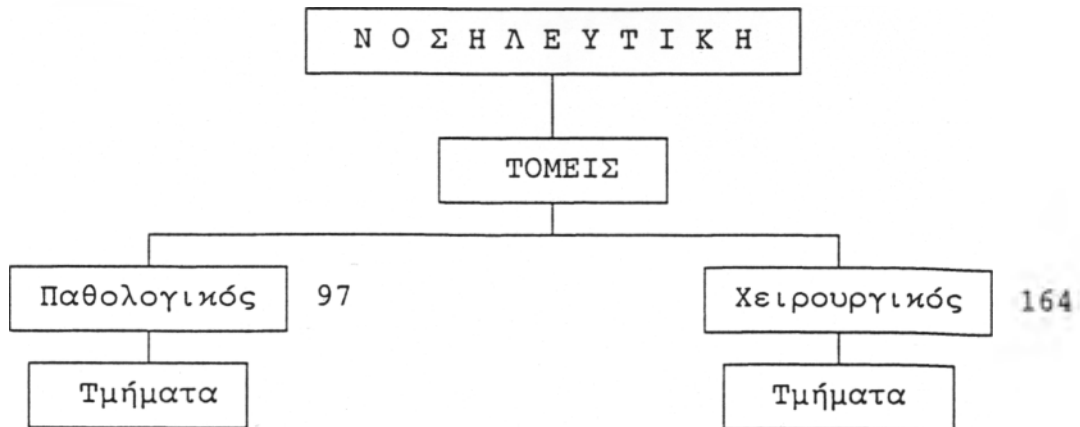 Ν Ο Σ Η Λ Ε Υ Τ Ι Κ Η
ΤΟΜΕΙΣ
Παθολογικός 97 Χειρουργικός 164
Τμήματα Τμήματα